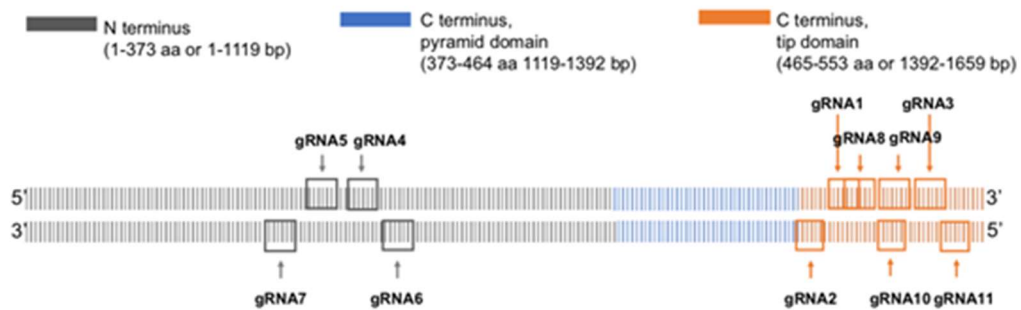 N terminus
(1-373 aa or 1-1119 bp)
C terminus,
pyramid domain
(373-464 aa 1119-1392 bp)
C terminus,
tip domain
(465-553 aa or 1392-1659 bp)
gRNA1 gRNA3
gRNA5 gRNA4 gRNA8 gRNA9
5' 3'
3' 5'
gRNA7 gRNA6 gRNA2 gRNA10 gRNA11